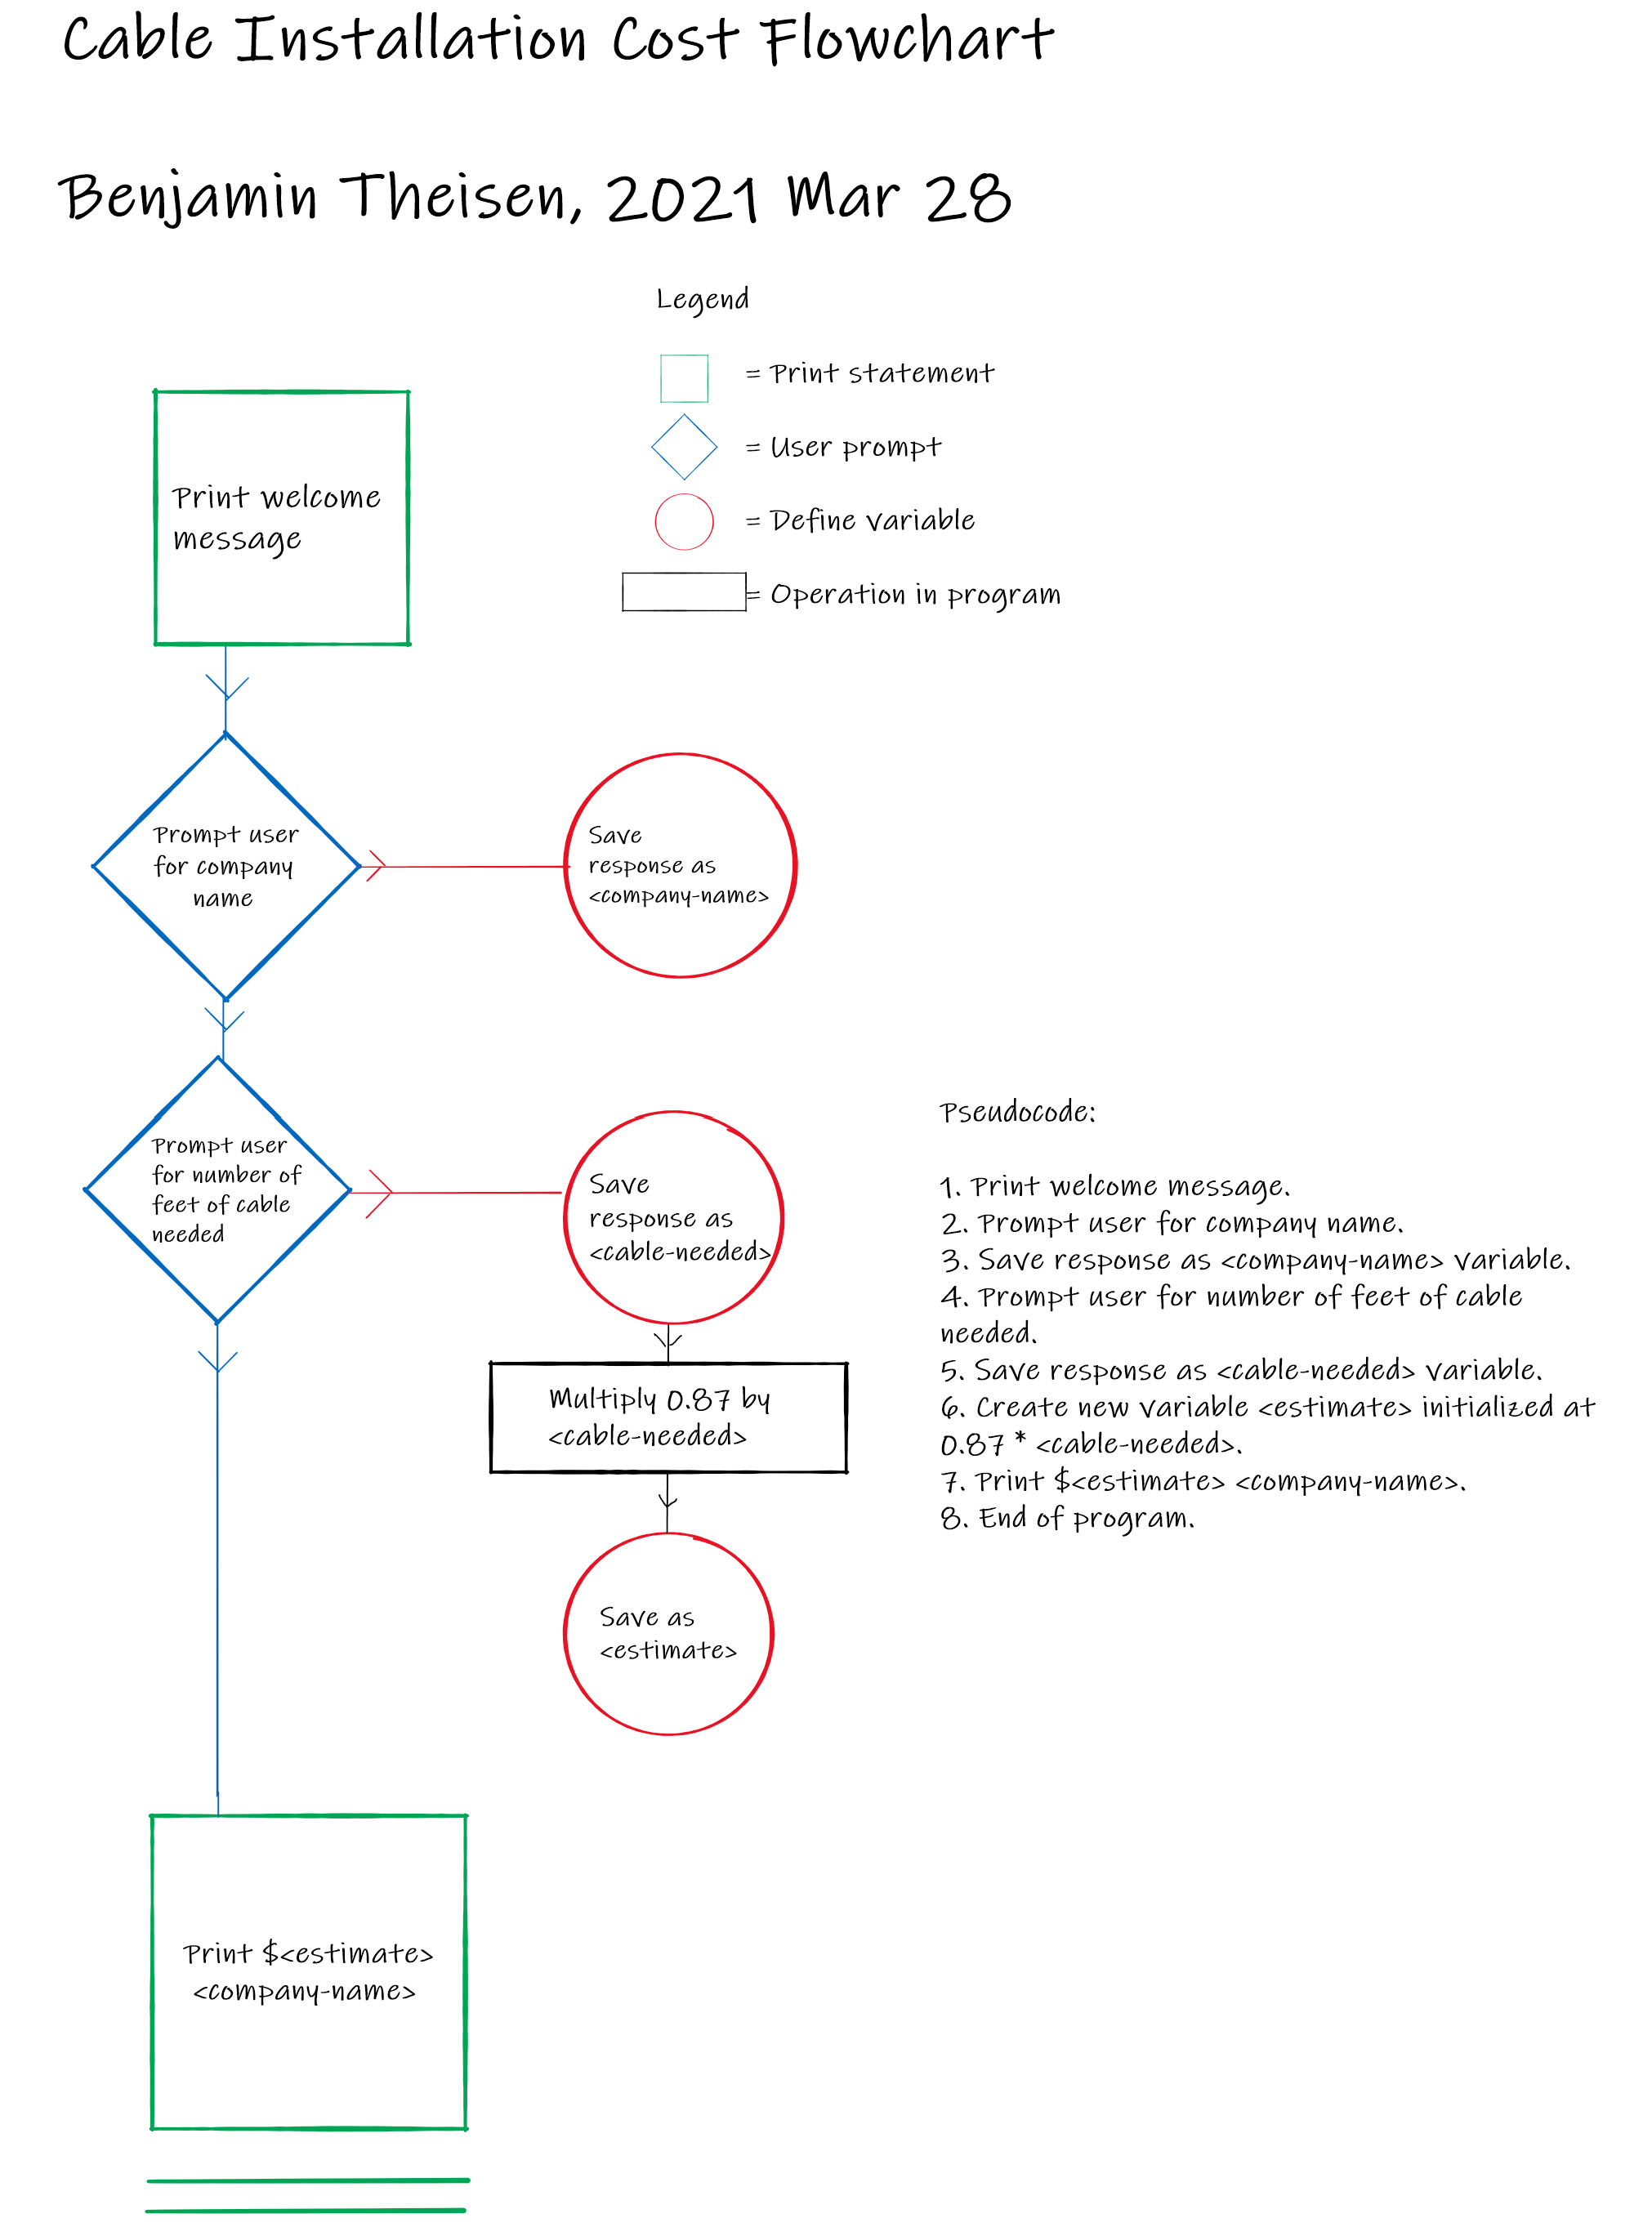 Cable Installation Cost Flowchart
Benjamin Theisen, 2021 Mar 28
Legend
= Print statement
= User prompt
= Define variable
= Operation in program
Print welcome
message
Prompt user
for company
name
Save
response as
<company-name>
Prompt user
for number of
feet of cable
needed
Save
response as
<cable-needed>
Multiply 0.87 by
<cable-needed>
Save as
<estimate>
Pseudocode:
1. Print welcome message.
2. Prompt user for company name.
3. Save response as <company-name> variable.
4. Prompt user for number of feet of cable
needed.
5. Save response as <cable-needed> variable.
6. Create new variable <estimate> initialized at
0.87 * <cable-needed>.
7. Print $<estimate> <company-name>.
8. End of program.
Print $<estimate>
<company-name>